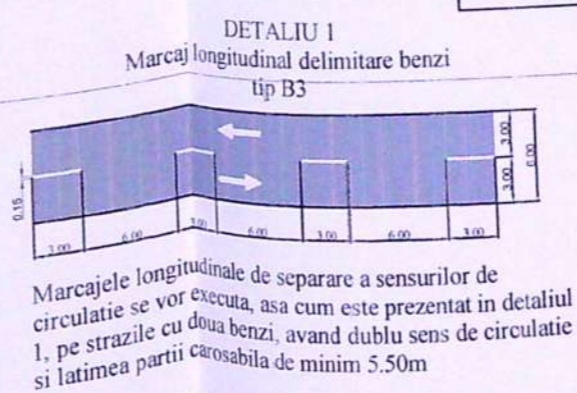 DETALIU 1
Marcaj longitudinal delimitare benzi
tip B3
0.15
3.00
3.00
0.00
3.00 6.00 3.00 6.00 3.00 6.00 3.00
Marcajele longitudinale de separare a sensurilor de
circulatie se vor executa, asa cum este prezentat in detaliul
1, pe strazile cu doua benzi, avand dublu sens de circulatie
si latimea partii carosabila de minim 5.50m